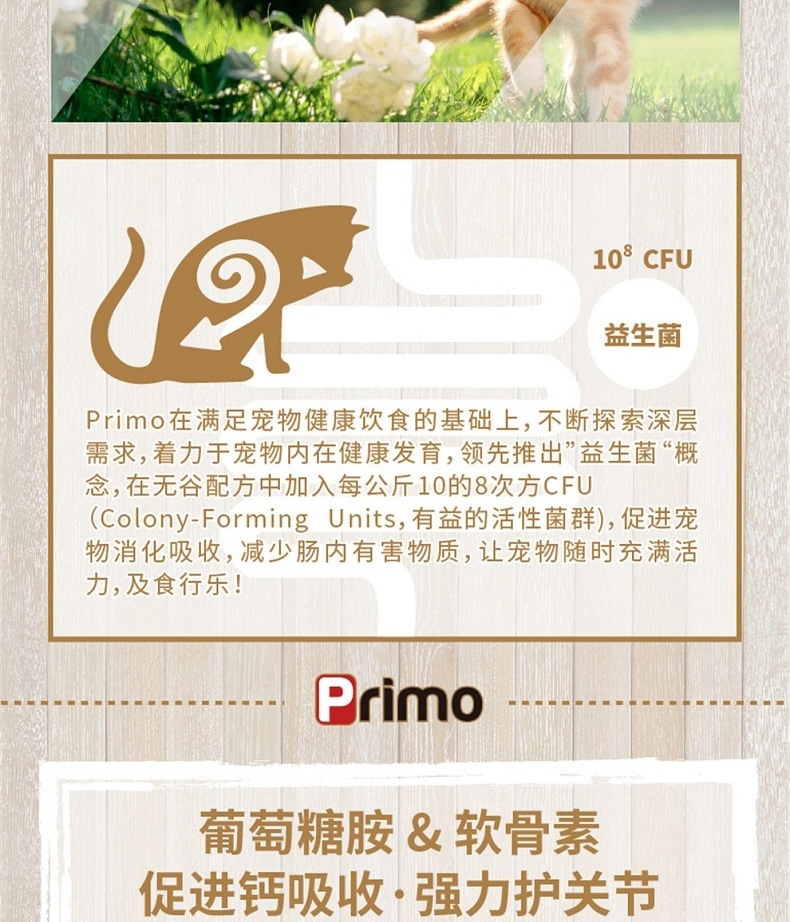 10⁸ CFU
益生菌
Primo在满足宠物健康饮食的基础上,不断探索深层
需求,着力于宠物内在健康发育,领先推出”益生菌“概
念,在无谷配方中加入每公斤10的8次方CFU
(Colony-Forming Units,有益的活性菌群),促进宠
物消化吸收,减少肠内有害物质,让宠物随时充满活
力,及食行乐!
Primo
葡萄糖胺 & 软骨素
促进钙吸收·强力护关节